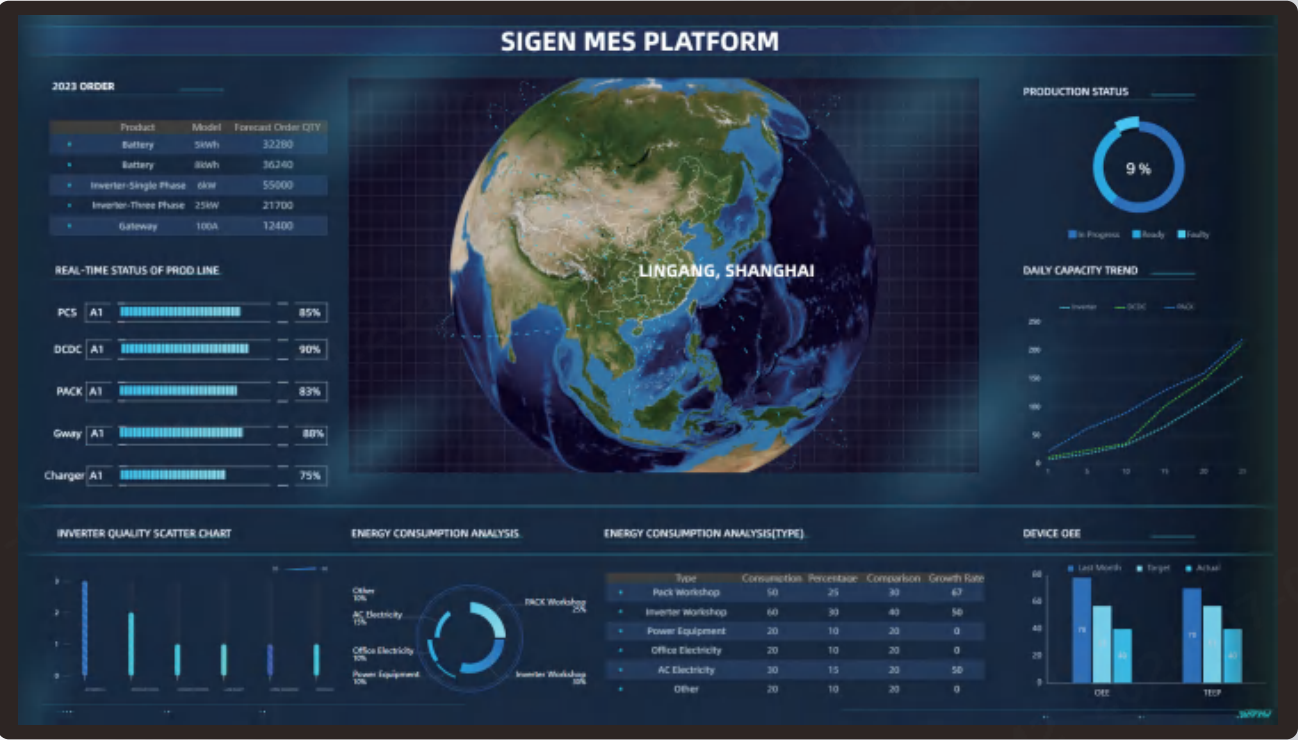 SIGEN MES PLATFORM
2023 ORDER
Product Model Forecast Order QTY
Battery 5kWh 32280
Battery 8kWh 36240
Inverter-Single Phase 6kW 55000
Inverter-Three Phase 25kW 21700
Gateway 100A 12400
REAL-TIME STATUS OF PROD LINE
PCS A1 85%
DCDC A1 90%
PACK A1 83%
Gway A1 88%
Charger A1 75%
LINGANG, SHANGHAI
PRODUCTION STATUS
9 %
In Progress Ready Faulty
DAILY CAPACITY TREND
Inverter DCDC PACK
250
200
150
100
50
0
5 10 15 20 25
INVERTER QUALITY SCATTER CHART
3
2
1
0
ENERGY CONSUMPTION ANALYSIS
Other
10%
AC Electricity
15%
Office Electricity
10%
Power Equipment
10%
PACK Workshop
25%
Inverter Workshop
30%
ENERGY CONSUMPTION ANALYSIS(TYPE)
Type Consumption Percentage Comparison Growth Rate
Pack Workshop 50 25 30 67
Inverter Workshop 60 30 40 50
Power Equipment 20 10 20 0
Office Electricity 20 10 20 0
AC Electricity 30 15 20 50
Other 20 10 20 0
DEVICE OEE
Last Month Target Actual
80
60
40
20
0
OEE TEEP